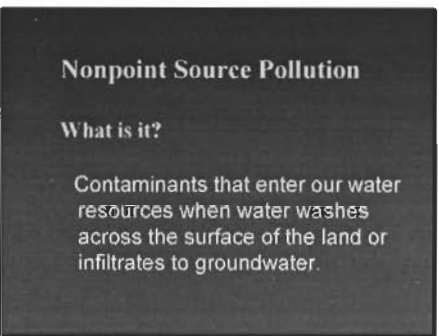 Nonpoint Source Pollution
What is it?
Contaminants that enter our water
resources when water washes
across the surface of the land or
infiltrates to groundwater.